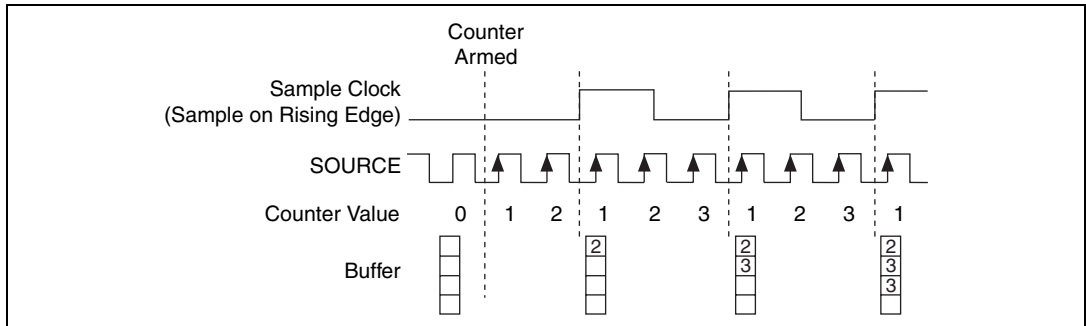 Counter
Armed
Sample Clock
(Sample on Rising Edge)
SOURCE
Counter Value 0 1 2 1 2 3 1 2 3 1
Buffer
2 2 2
3 3
3